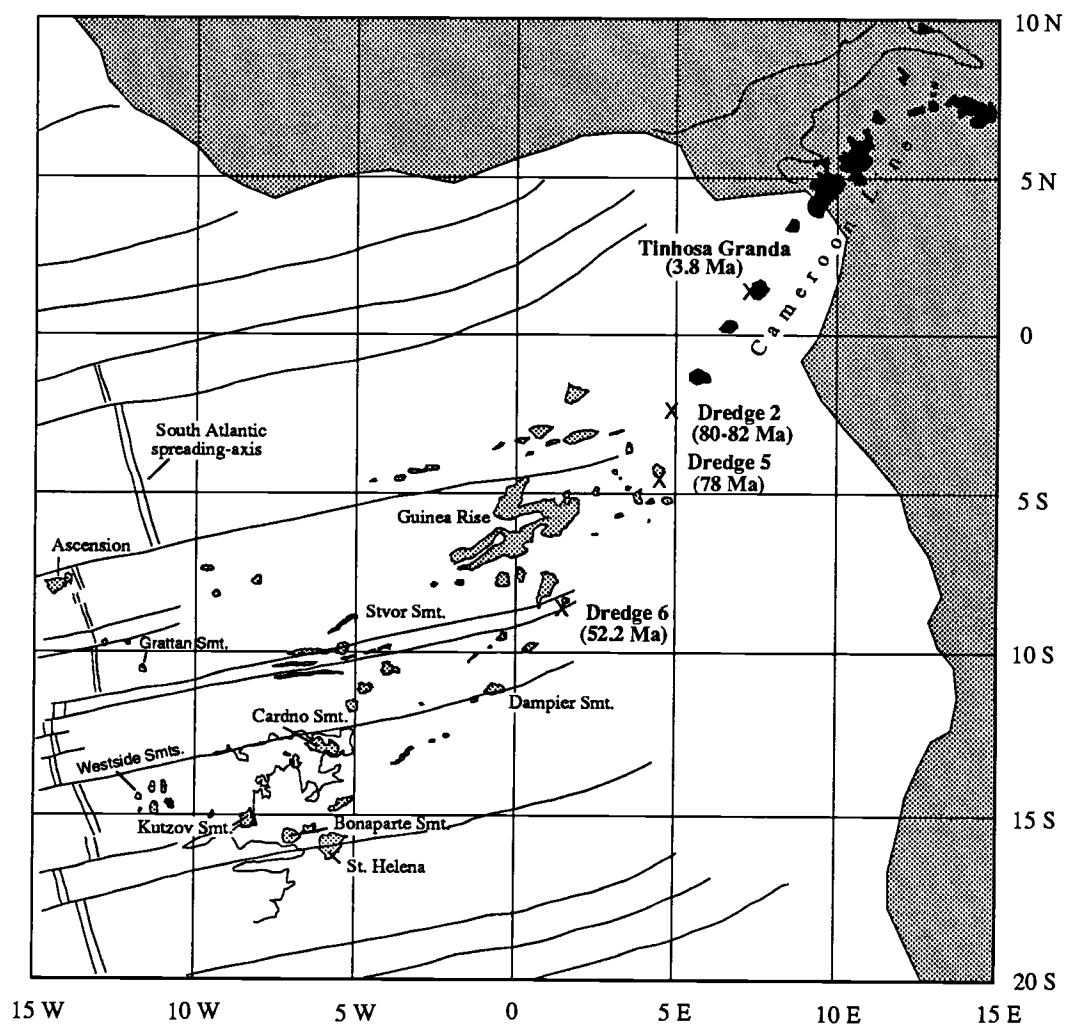 10 N
5 N
Cameroon Line
Tinhosa Granda
(3.8 Ma)
0
Dredge 2
(80-82 Ma)
South Atlantic
spreading-axis
Dredge 5
(78 Ma)
5 S
Guinea Rise
Ascension
Stvor Smt.
Dredge 6
(52.2 Ma)
Grattan Smt.
10 S
Dampier Smt.
Cardno Smt.
Westside Smts.
Kutzov Smt.
Bonaparte Smt.
15 S
St. Helena
20 S
15 W
10 W
5 W
0
5 E
10 E
15 E